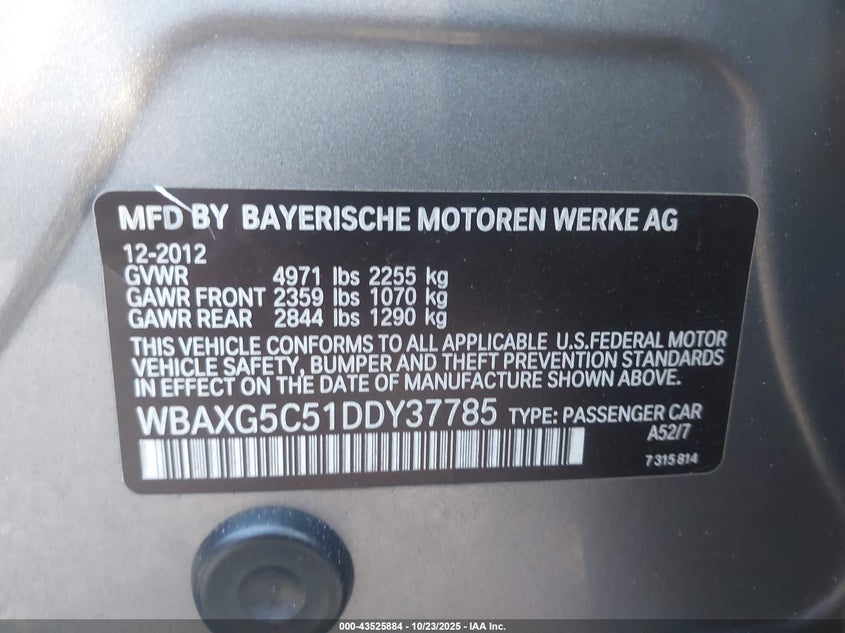 MFD BY BAYERISCHE MOTOREN WERKE AG
12-2012
GVWR 4971 lbs 2255 kg
GAWR FRONT 2359 lbs 1070 kg
GAWR REAR 2844 lbs 1290 kg
THIS VEHICLE CONFORMS TO ALL APPLICABLE U.S.FEDERAL MOTOR
VEHICLE SAFETY, BUMPER AND THEFT PREVENTION STANDARDS
IN EFFECT ON THE DATE OF MANUFACTURE SHOWN ABOVE.
WBAXG5C51DDY37785 TYPE: PASSENGER CAR
A52/7
7 315 814
000-43525884 - 10/23/2025 - IAA Inc.